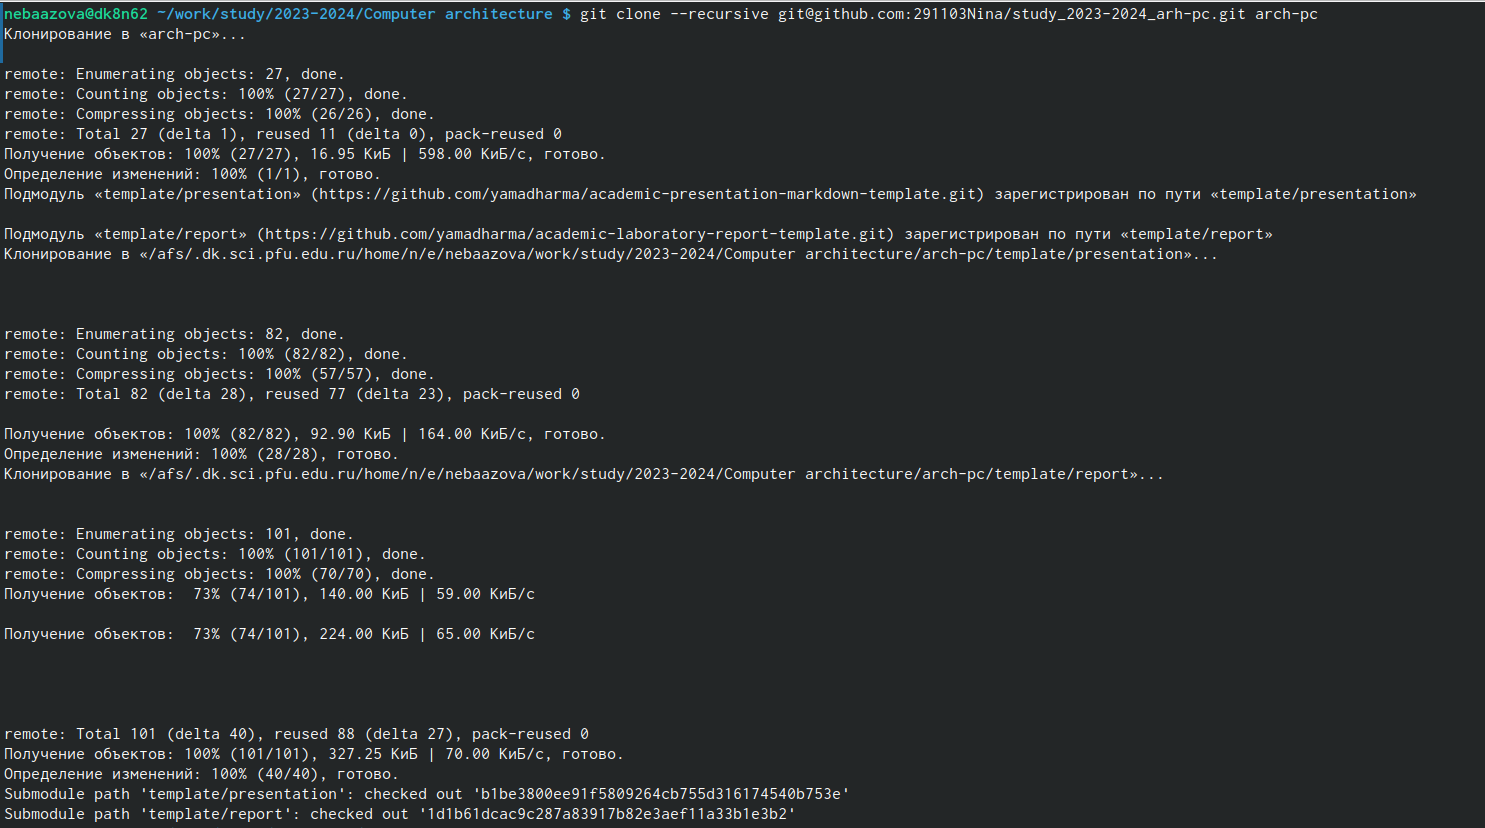 nebaazova@dk8n62 ~/work/study/2023-2024/Computer architecture $ git clone --recursive git@github.com:291103Nina/study_2023-2024_arh-pc.git arch-pc
Клонирование в «arch-pc»...
remote: Enumerating objects: 27, done.
remote: Counting objects: 100% (27/27), done.
remote: Compressing objects: 100% (26/26), done.
remote: Total 27 (delta 1), reused 11 (delta 0), pack-reused 0
Получение объектов: 100% (27/27), 16.95 КиБ | 598.00 КиБ/с, готово.
Определение изменений: 100% (1/1), готово.
Подмодуль «template/presentation» (https://github.com/yamadharma/academic-presentation-markdown-template.git) зарегистрирован по пути «template/presentation»
Подмодуль «template/report» (https://github.com/yamadharma/academic-laboratory-report-template.git) зарегистрирован по пути «template/report»
Клонирование в «/afs/.dk.sci.pfu.edu.ru/home/n/e/nebaazova/work/study/2023-2024/Computer architecture/arch-pc/template/presentation»...
remote: Enumerating objects: 82, done.
remote: Counting objects: 100% (82/82), done.
remote: Compressing objects: 100% (57/57), done.
remote: Total 82 (delta 28), reused 77 (delta 23), pack-reused 0
Получение объектов: 100% (82/82), 92.90 КиБ | 164.00 КиБ/с, готово.
Определение изменений: 100% (28/28), готово.
Клонирование в «/afs/.dk.sci.pfu.edu.ru/home/n/e/nebaazova/work/study/2023-2024/Computer architecture/arch-pc/template/report»...
remote: Enumerating objects: 101, done.
remote: Counting objects: 100% (101/101), done.
remote: Compressing objects: 100% (70/70), done.
Получение объектов:  73% (74/101), 140.00 КиБ | 59.00 КиБ/с
Получение объектов:  73% (74/101), 224.00 КиБ | 65.00 КиБ/с
remote: Total 101 (delta 40), reused 88 (delta 27), pack-reused 0
Получение объектов: 100% (101/101), 327.25 КиБ | 70.00 КиБ/с, готово.
Определение изменений: 100% (40/40), готово.
Submodule path 'template/presentation': checked out 'b1be3800ee91f5809264cb755d316174540b753e'
Submodule path 'template/report': checked out '1d1b61dcac9c287a83917b82e3aef11a33b1e3b2'